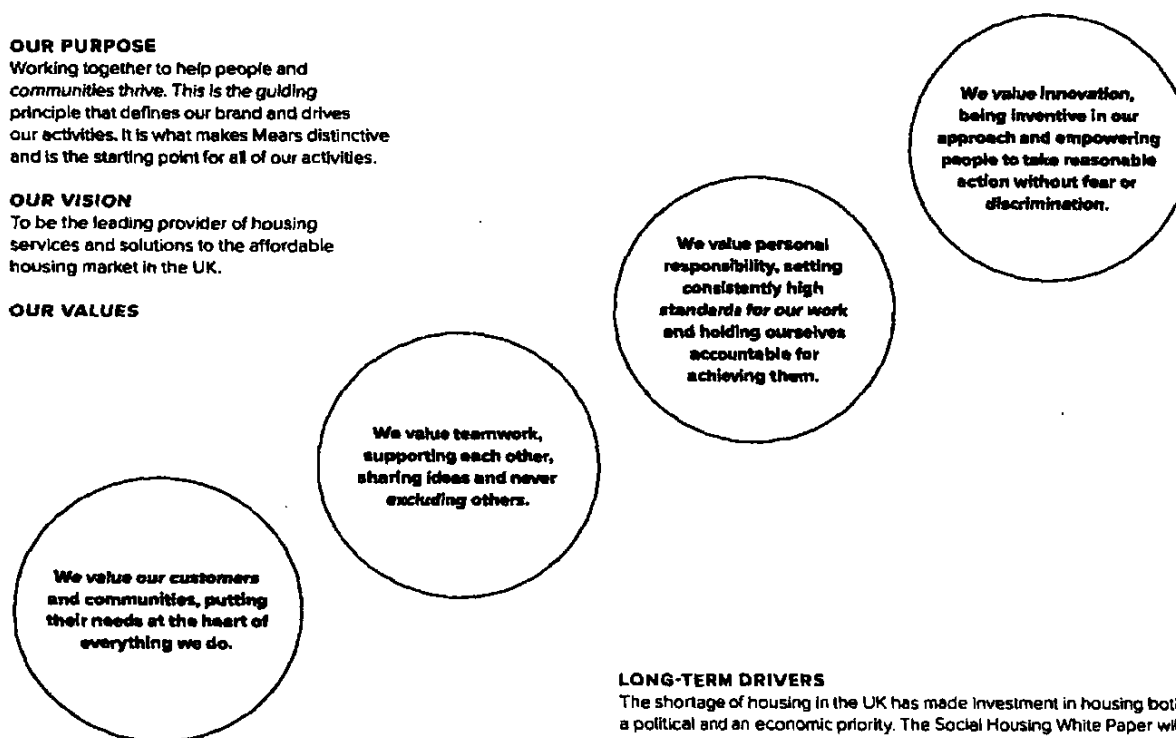 OUR PURPOSE
Working together to help people and
communities thrive. This is the guiding
principle that defines our brand and drives
our activities. It is what makes Mears distinctive
and is the starting point for all of our activities.
OUR VISION
To be the leading provider of housing
services and solutions to the affordable
housing market in the UK.
OUR VALUES
We value our customers
and communities, putting
their needs at the heart of
everything we do.
We value teamwork,
supporting each other,
sharing ideas and never
excluding others.
We value personal
responsibility, setting
consistently high
standards for our work
and holding ourselves
accountable for
achieving them.
We value innovation,
being inventive in our
approach and empowering
people to take reasonable
action without fear or
discrimination.
LONG-TERM DRIVERS
The shortage of housing in the UK has made investment in housing
a political and an economic priority. The Social Housing White Paper